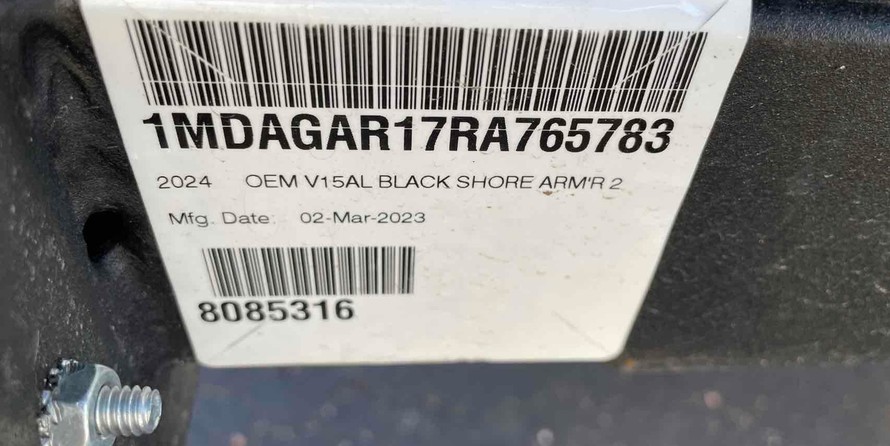 1MDAGAR17RA765783
2024 OEM V15AL BLACK SHORE ARM'R 2
Mfg. Date: 02-Mar-2023
8085316